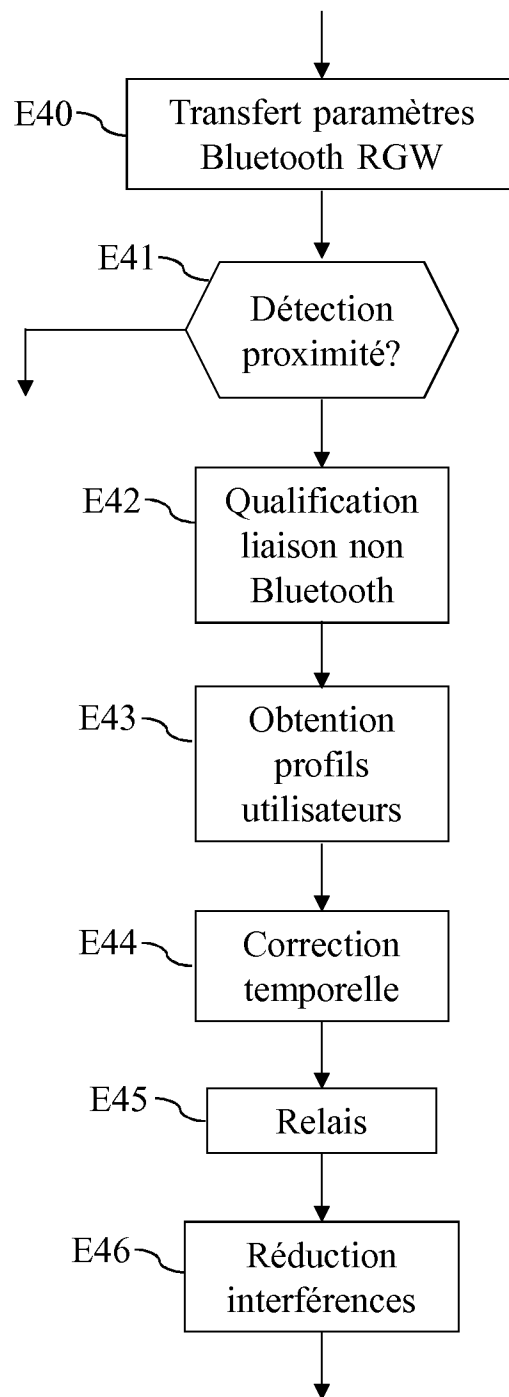 E40
Transfert paramètres
Bluetooth RGW
E41
Détection
proximité?
E42
Qualification
liaison non
Bluetooth
E43
Obtention
profils
utilisateurs
E44
Correction
temporelle
E45
Relais
E46
Réduction
interférences